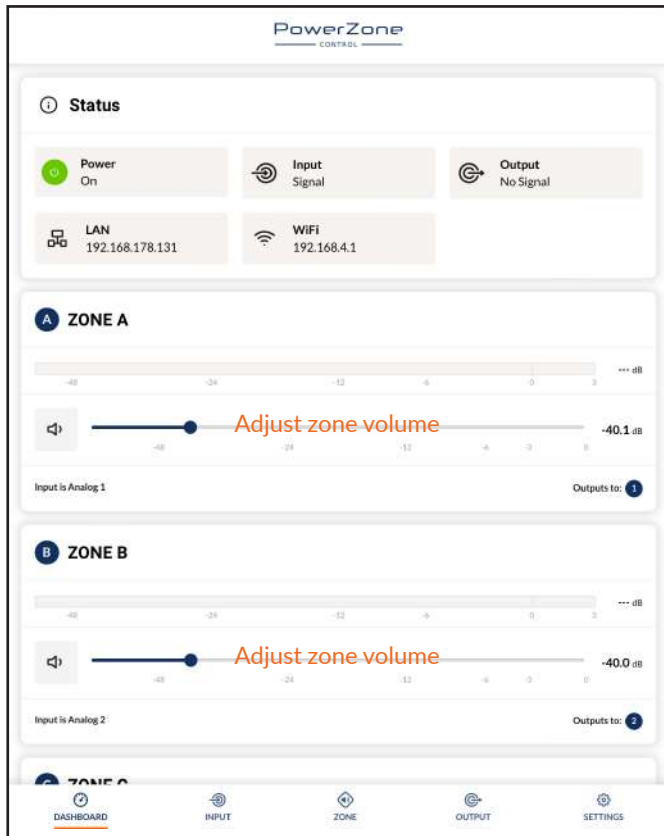 PowerZone
CONTROL
Status
Power
On
Input
Signal
Output
No Signal
LAN
192.168.178.131
WiFi
192.168.4.1
A ZONE A
--- dB
-48 -24 -12 -6 0 3
Adjust zone volume
-40.1 dB
-48 -24 -12 -6 -3 0
Input is Analog 1
Outputs to: 1
B ZONE B
--- dB
-48 -24 -12 -6 0 3
Adjust zone volume
-40.0 dB
-48 -24 -12 -6 -3 0
Input is Analog 2
Outputs to: 2
C ZONE C
DASHBOARD
INPUT
ZONE
OUTPUT
SETTINGS